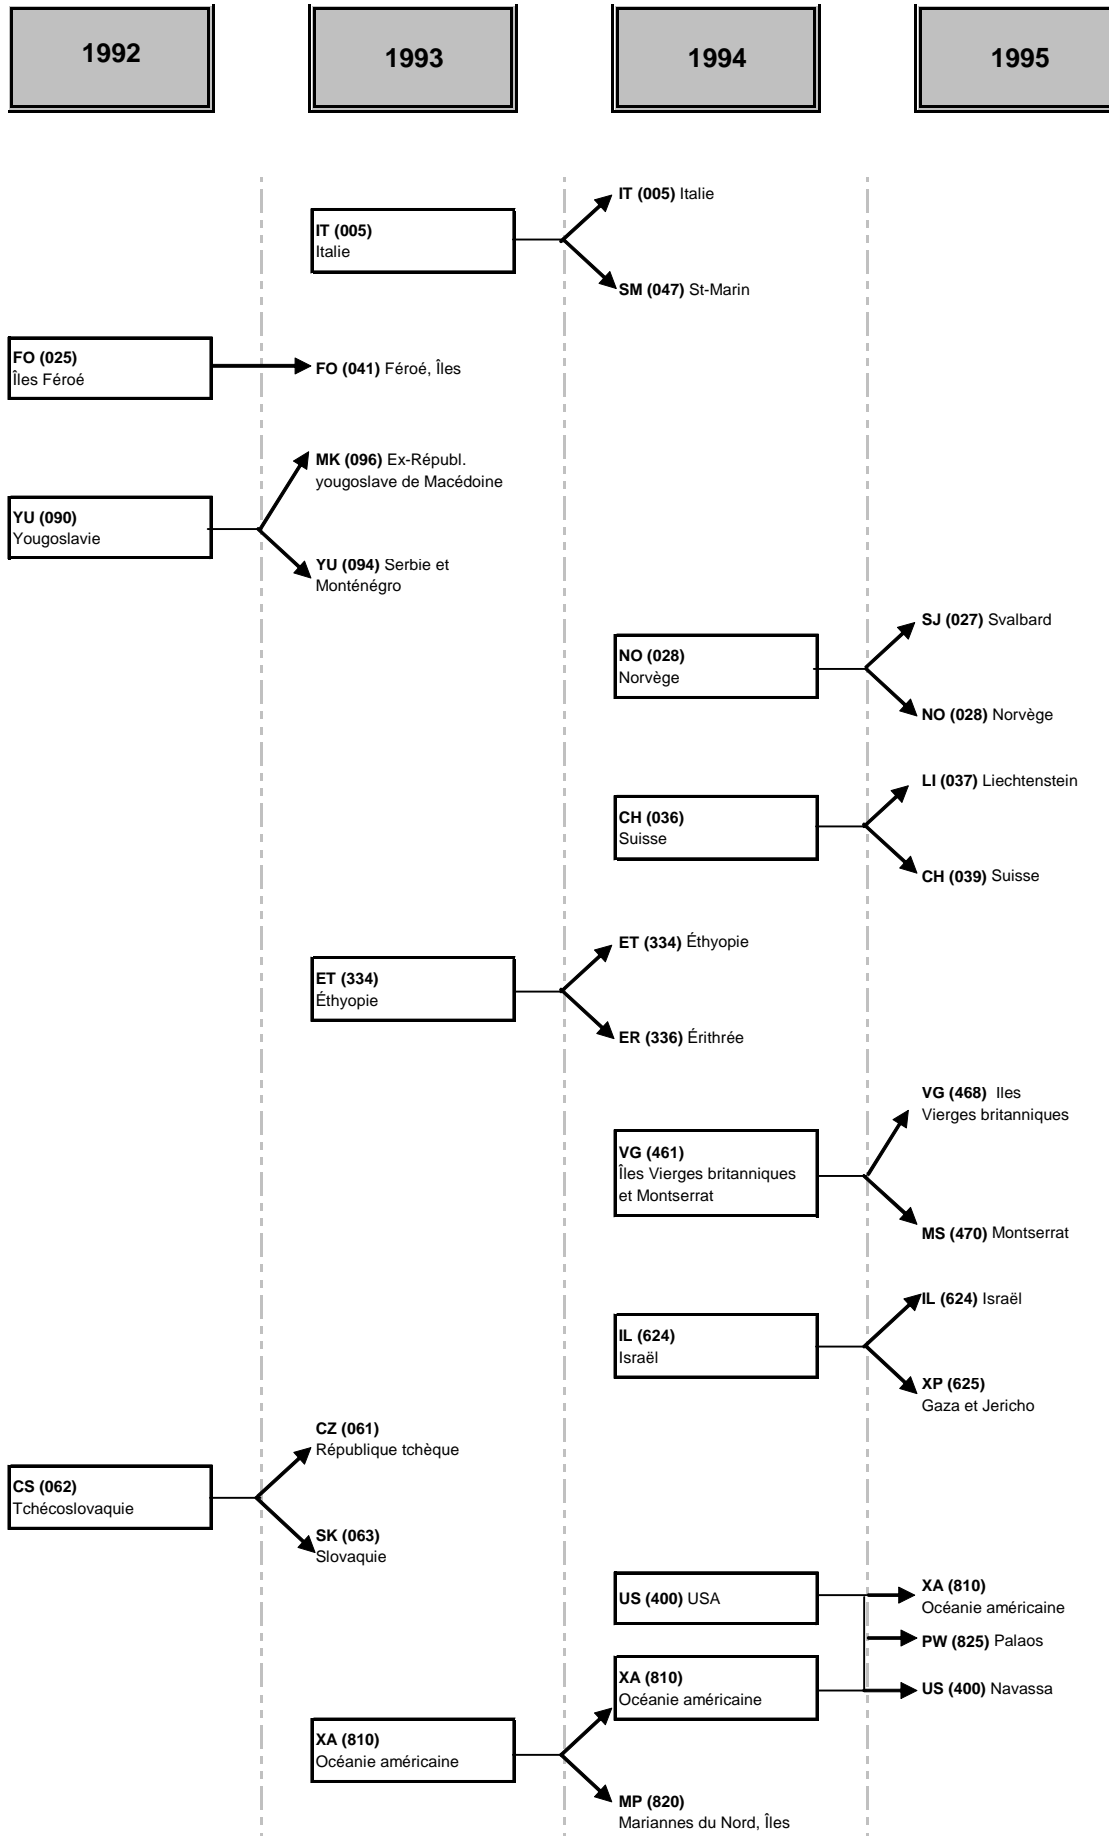 1992
1993
1994
1995
IT (005) Italie
IT (005)
Italie
SM (047) St-Marin
FO (025)
Îles Féroé
FO (041) Féroé, Îles
MK (096) Ex-Républ.
yougoslave de Macédoine
YU (090)
Yougoslavie
YU (094) Serbie et
Monténégro
SJ (027) Svalbard
NO (028)
Norvège
NO (028) Norvège
LI (037) Liechtenstein
CH (036)
Suisse
CH (039) Suisse
ET (334) Éthyopie
ET (334)
Éthyopie
ER (336) Érithrée
VG (468) Iles
Vierges britanniques
VG (461)
Îles Vierges britanniques
et Montserrat
MS (470) Montserrat
IL (624) Israël
IL (624)
Israël
XP (625)
Gaza et Jericho
CZ (061)
République tchèque
CS (062)
Tchécoslovaquie
SK (063)
Slovaquie
US (400) USA
XA (810)
Océanie américaine
PW (825) Palaos
XA (810)
Océanie américaine
US (400) Navassa
XA (810)
Océanie américaine
MP (820)
Mariannes du Nord, Îles